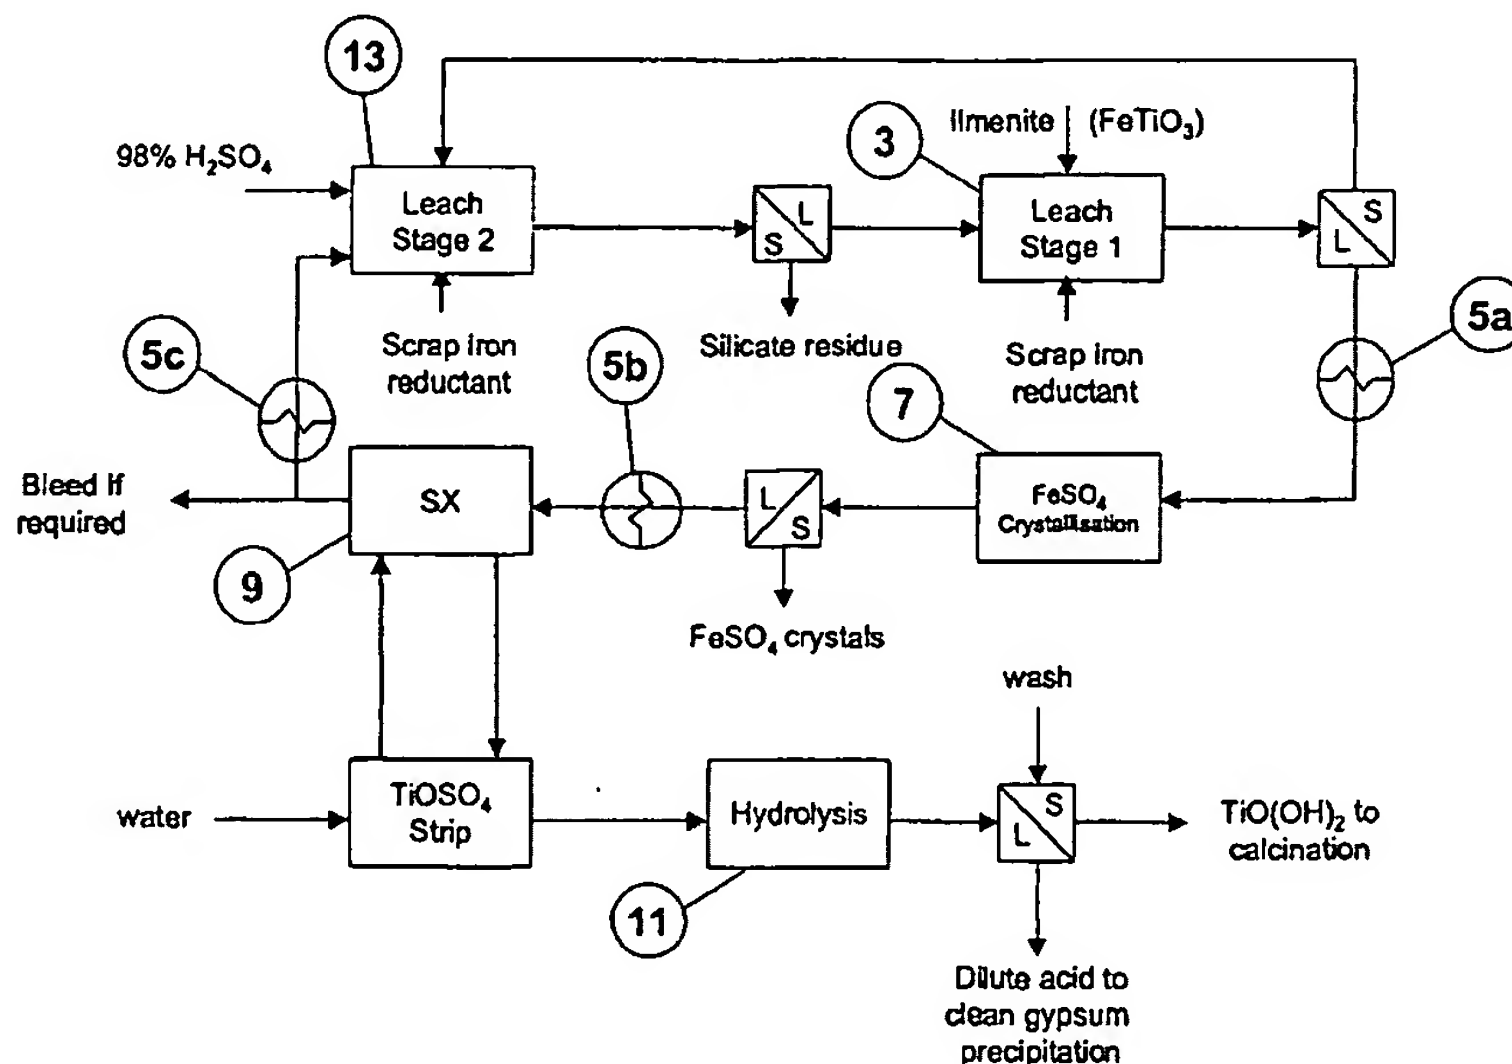 13
98% H₂SO₄
Leach
Stage 2
Scrap iron
reductant
L
S
Silicate residue
3
Ilmenite (FeTiO₃)
Leach
Stage 1
Scrap iron
reductant
S
L
5a
5c
5b
7
Bleed If
required
SX
9
L
S
FeSO₄ crystals
FeSO₄
Crystallisation
water
TiOSO₄
Strip
Hydrolysis
11
wash
S
L
TiO(OH)₂ to
calcination
Dilute acid to
clean gypsum
precipitation